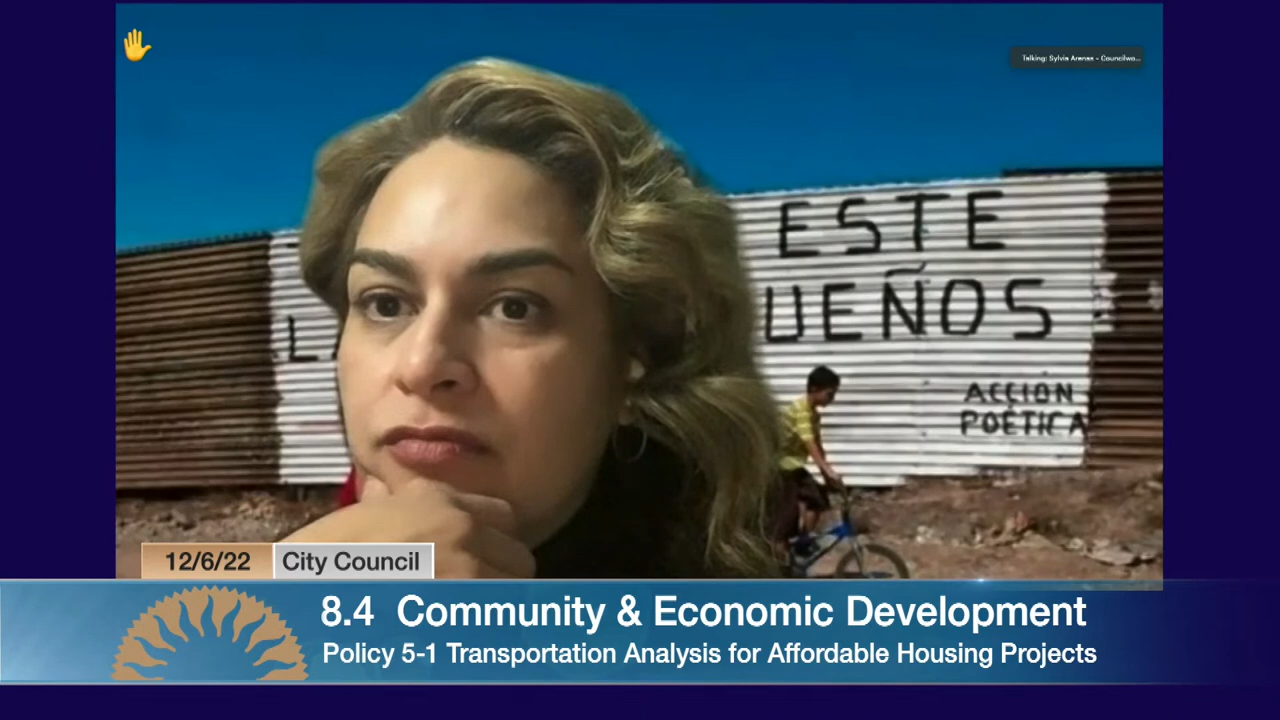 Talking: Sylvia Arenas - Councilwo...
ESTE
UEÑOS
ACCIÓN
POÉTICA
12/6/22 City Council
8.4 Community & Economic Development
Policy 5-1 Transportation Analysis for Affordable Housing Projects